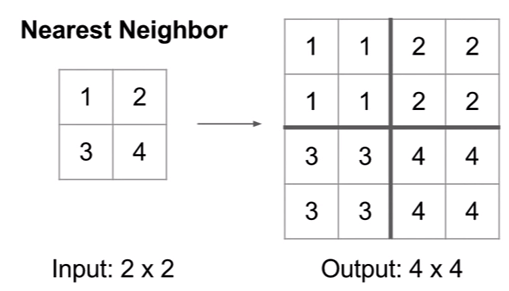 Nearest Neighbor
1 2
3 4
1 1 2 2
1 1 2 2
3 3 4 4
3 3 4 4
Input: 2 x 2
Output: 4 x 4